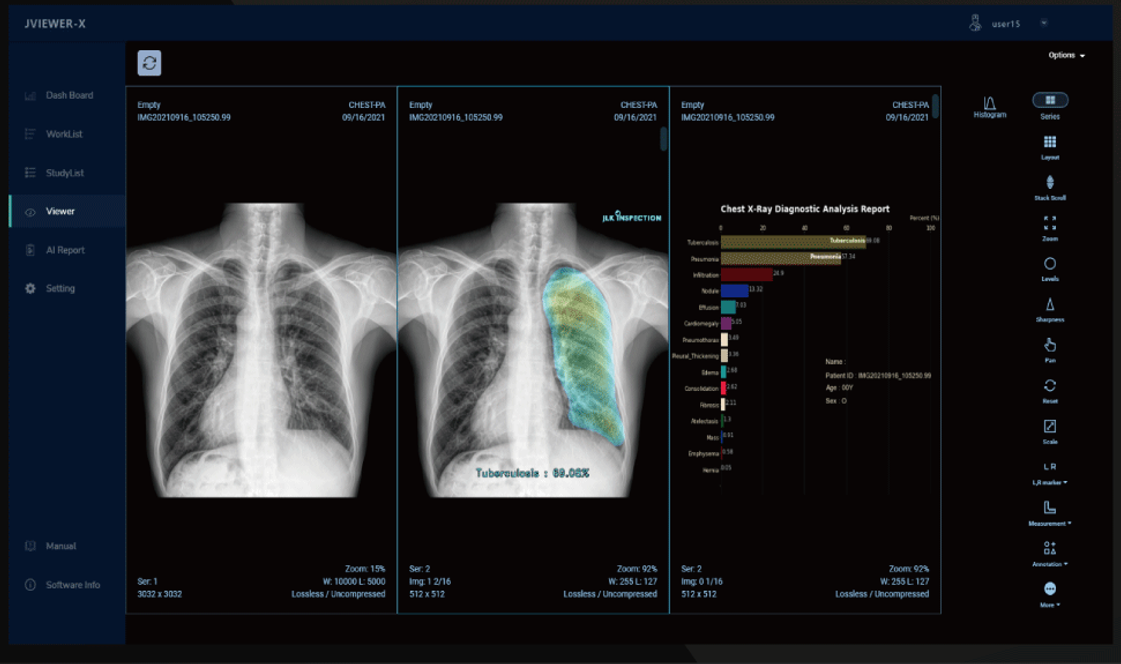 JVIEWER-X
user15
Options
Dash Board
WorkList
StudyList
Viewer
AI Report
Setting
Manual
Software Info
Empty
CHEST-PA
IMG20210916_105250.99
09/16/2021
Zoom: 15%
Ser: 1
W: 10000 L: 5000
3032 x 3032
Lossless / Uncompressed
Empty
CHEST-PA
IMG20210916_105250.99
09/16/2021
JLK INSPECTION
Tuberculosis : 69.08%
Ser: 2
Zoom: 92%
Img: 1 2/16
W: 255 L: 127
512 x 512
Lossless / Uncompressed
Empty
CHEST-PA
IMG20210916_105250.99
09/16/2021
Chest X-Ray Diagnostic Analysis Report
Percent (%)
0 20 40 60 80 100
Tuberculosis Tuberculosis 69.08
Pneumonia Pneumonia 57.34
Infiltration 24.9
Nodule 13.32
Effusion 7.03
Cardiomegaly 5.05
Pneumothorax 3.49
Pleural_Thickening 3.36
Edema 2.68
Consolidation 2.62
Fibrosis 2.11
Atelectasis 1.3
Mass 0.91
Emphysema 0.58
Hernia 0.05
Name :
Patient ID : IMG20210916_105250.99
Age : 00Y
Sex : O
Ser: 2
Zoom: 92%
Img: 0 1/16
W: 255 L: 127
512 x 512
Lossless / Uncompressed
Histogram
Series
Layout
Stack Scroll
Zoom
Levels
Sharpness
Pan
Reset
Scale
L R
L,R marker
Measurement
Annotation
More